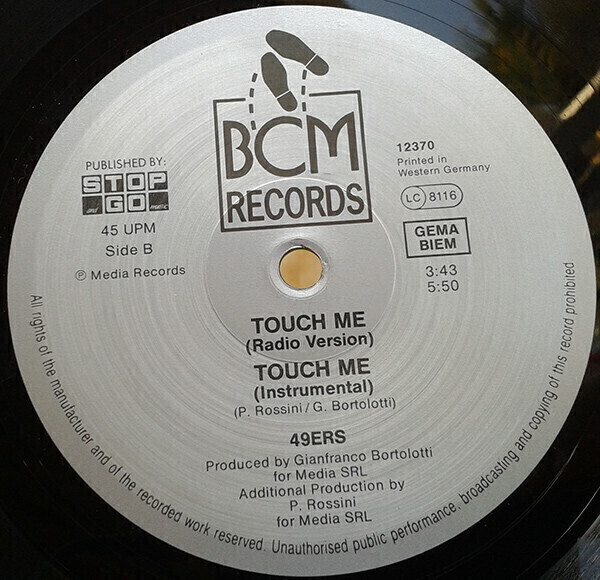 BCM
RECORDS
PUBLISHED BY:
STOP
AND GO MUSIC
45 UPM
Side B
℗ Media Records
12370
Printed in
Western Germany
LC 8116
GEMA
BIEM
3:43
5:50
TOUCH ME
(Radio Version)
TOUCH ME
(Instrumental)
(P. Rossini / G. Bortolotti)
49ERS
Produced by Gianfranco Bortolotti
for Media SRL
Additional Production by
P. Rossini
for Media SRL
All rights of the manufacturer and of the recorded work reserved. Unauthorised public performance, broadcasting and copying of this record prohibited